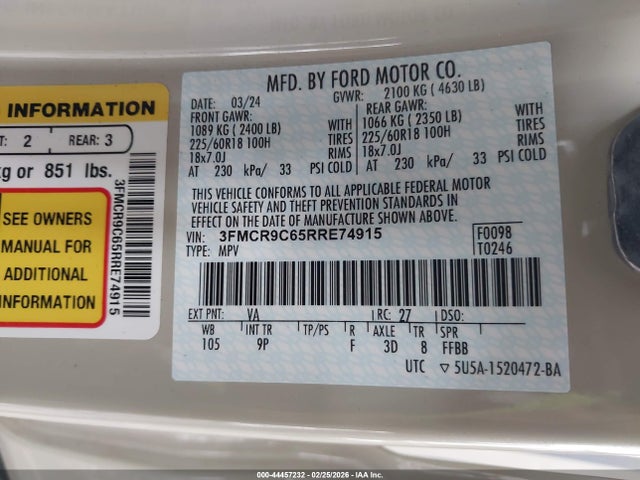 INFORMATION
2 REAR: 3
kg or 851 lbs.
SEE OWNERS
MANUAL FOR
ADDITIONAL
INFORMATION
3FMCR9C65RRE74915
MFD. BY FORD MOTOR CO.
DATE: 03/24 GVWR: 2100 KG ( 4630 LB)
FRONT GAWR: REAR GAWR:
1089 KG ( 2400 LB) WITH 1066 KG ( 2350 LB) WITH
225/60R18 100H TIRES 225/60R18 100H TIRES
18x7.0J RIMS 18x7.0J RIMS
AT 230 kPa/ 33 PSI COLD AT 230 kPa/ 33 PSI COLD
THIS VEHICLE CONFORMS TO ALL APPLICABLE FEDERAL MOTOR
VEHICLE SAFETY AND THEFT PREVENTION STANDARDS IN
EFFECT ON THE DATE OF MANUFACTURE SHOWN ABOVE.
VIN: 3FMCR9C65RRE74915 F0098
TYPE: MPV T0246
EXT PNT: VA RC: 27 DSO:
WB INT TR TP/PS R AXLE TR SPR
105 9P F 3D 8 FFBB
UTC ▽5U5A-1520472-BA
000-44457232 - 02/25/2026 - IAA Inc.